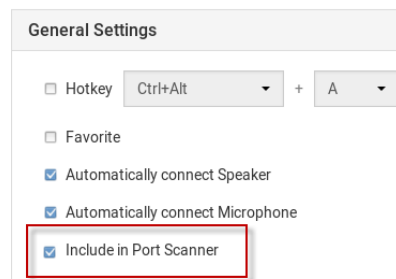 General Settings
Hotkey Ctrl+Alt + A
Favorite
Automatically connect Speaker
Automatically connect Microphone
Include in Port Scanner